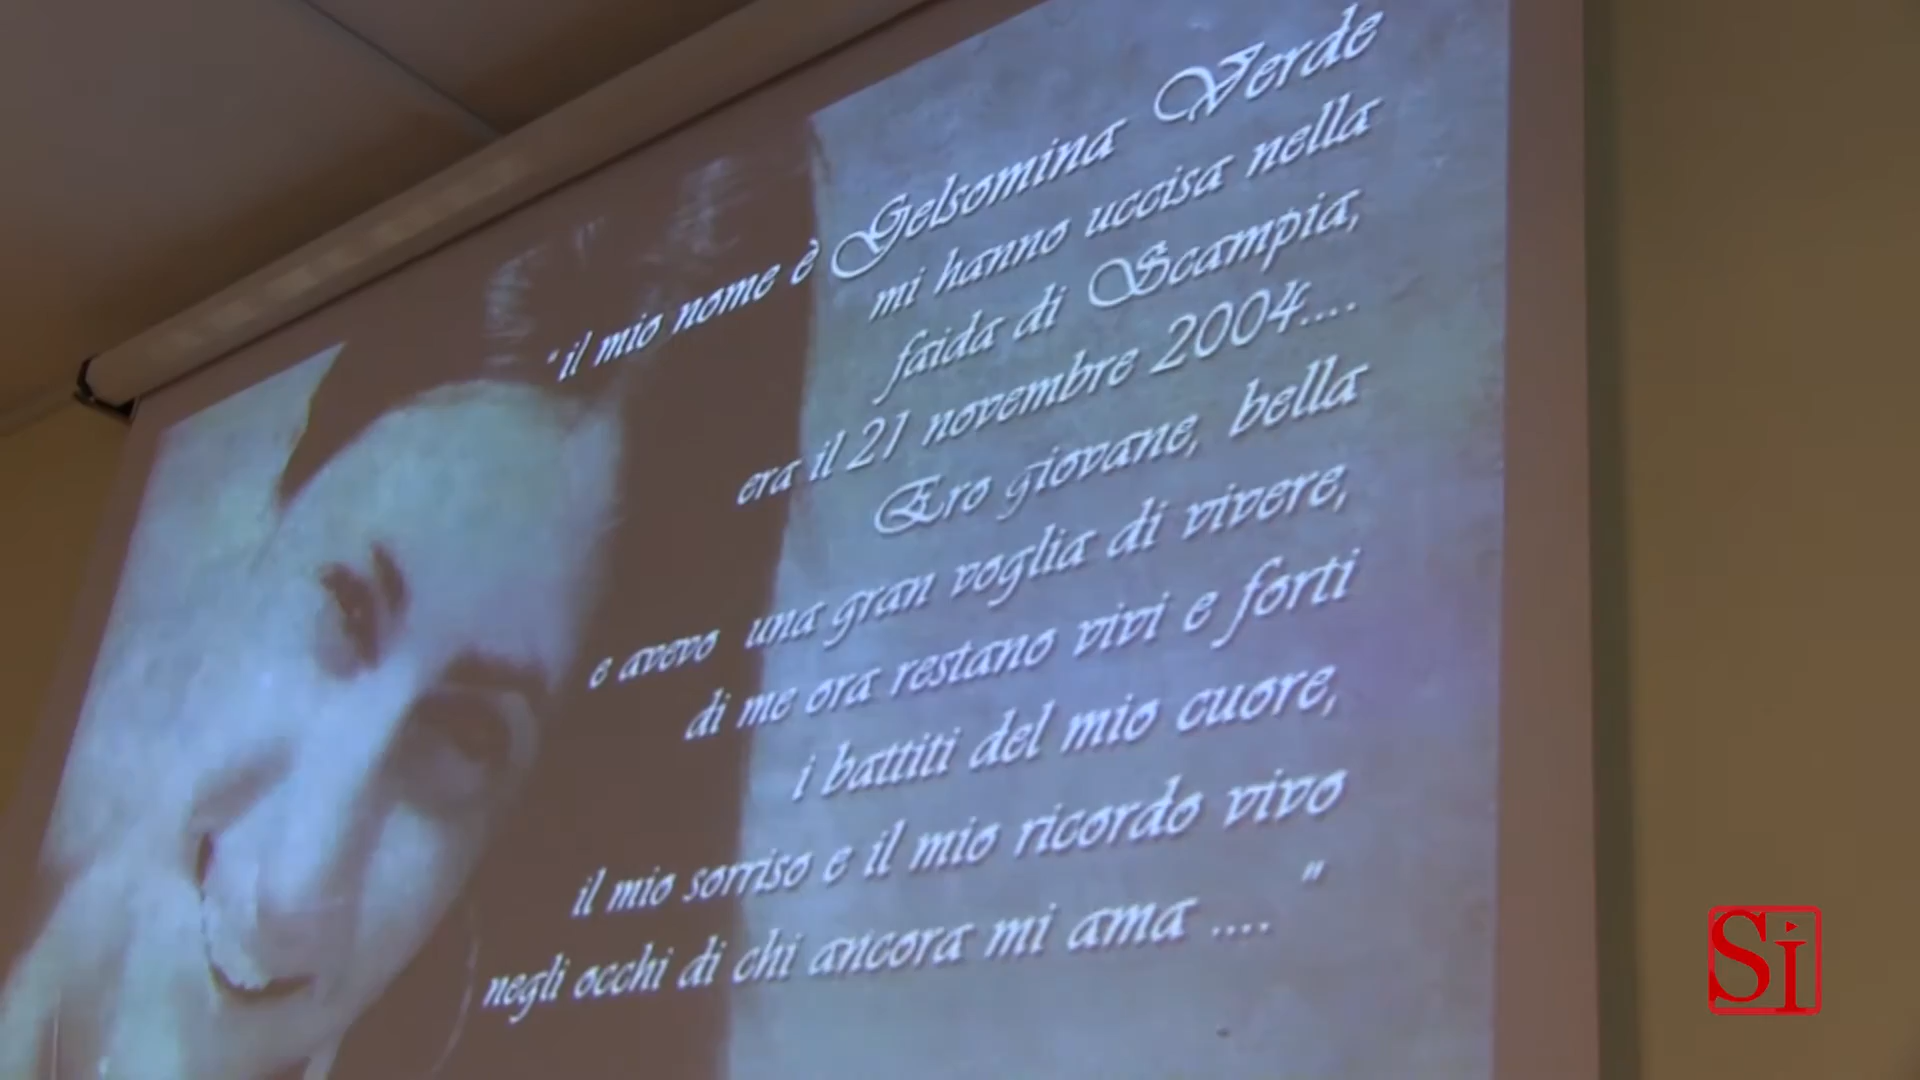 "il mio nome è Gelsomina Verde
mi hanno uccisa nella
faida di Scampia,
era il 21 novembre 2004....
Ero giovane, bella
e avevo una gran voglia di vivere,
di me ora restano vivi e forti
i battiti del mio cuore,
il mio sorriso e il mio ricordo vivo
negli occhi di chi ancora mi ama ...."
Si